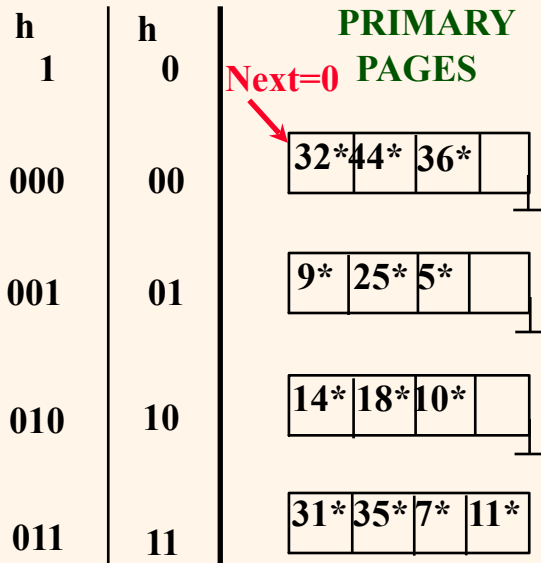 h h PRIMARY
1 0 Next=0 PAGES
000 00 32* 44* 36*
001 01 9* 25* 5*
010 10 14* 18* 10*
011 11 31* 35* 7* 11*